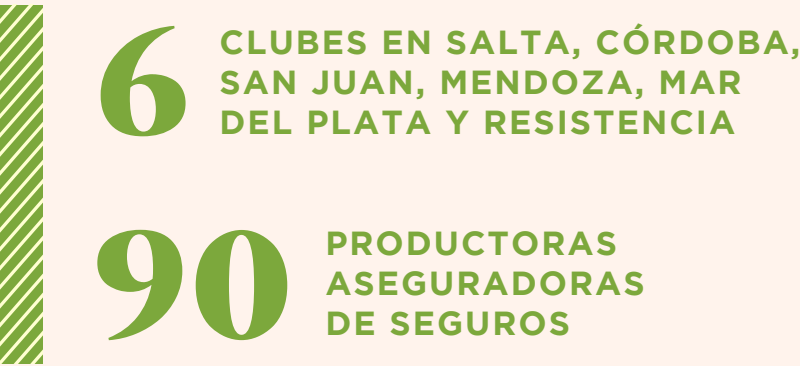 6 CLUBES EN SALTA, CÓRDOBA,
SAN JUAN, MENDOZA, MAR
DEL PLATA Y RESISTENCIA
90 PRODUCTORAS
ASEGURADORAS
DE SEGUROS